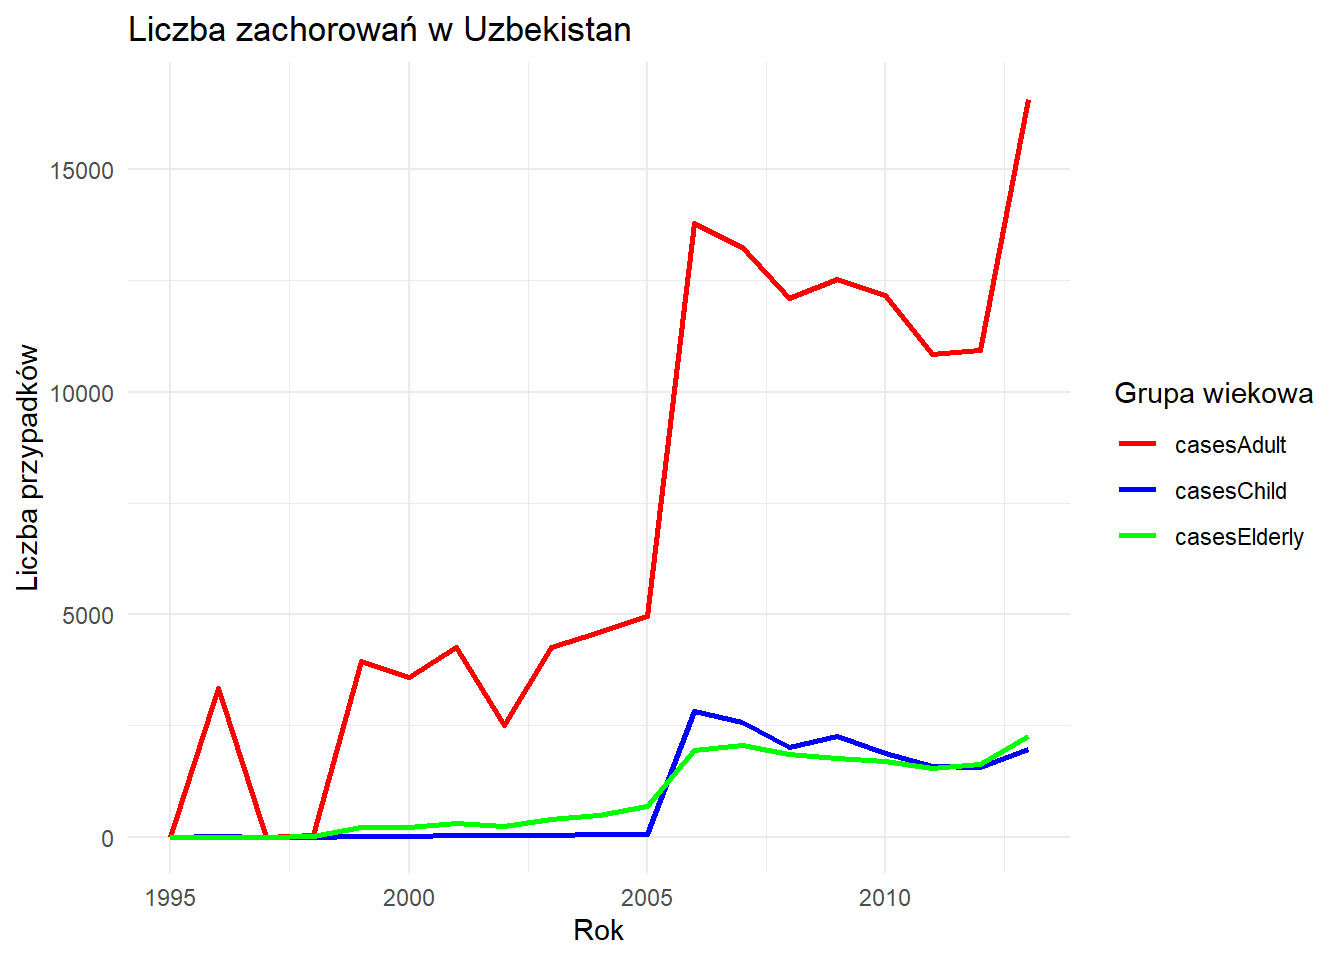 Liczba zachorowań w Uzbekistan
Liczba przypadków
15000
10000
5000
0
1995
2000
2005
2010
Rok
Grupa wiekowa
casesAdult
casesChild
casesElderly